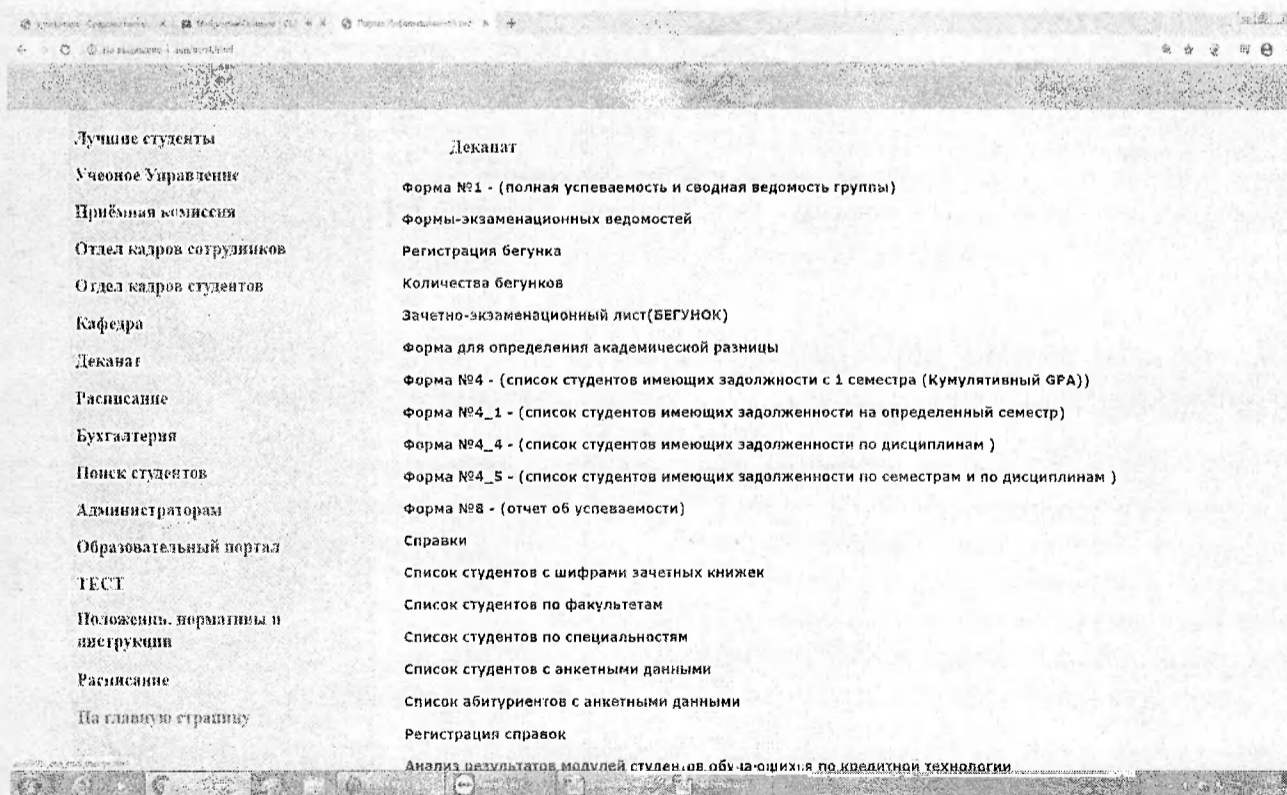 Лучшие студенты
Учебное Управление
Приёмная комиссия
Отдел кадров сотрудников
Отдел кадров студентов
Кафедра
Деканат
Расписание
Бухгалтерия
Поиск студентов
Администраторам
Образовательный портал
ТЕСТ
Положения, нормативы и
инструкции
Расписание
На главную страницу
Деканат
Форма №1 - (полная успеваемость и сводная ведомость группы)
Формы-экзаменационных ведомостей
Регистрация бегунка
Количества бегунков
Зачетно-экзаменационный лист(БЕГУНОК)
Форма для определения академической разницы
Форма №4 - (список студентов имеющих задолжности с 1 семестра (Кумулятивный GPA))
Форма №4_1 - (список студентов имеющих задолженности на определенный семестр)
Форма №4_4 - (список студентов имеющих задолженности по дисциплинам )
Форма №4_5 - (список студентов имеющих задолженности по семестрам и по дисциплинам )
Форма №8 - (отчет об успеваемости)
Справки
Список студентов с шифрами зачетных книжек
Список студентов по факультетам
Список студентов по специальностям
Список студентов с анкетными данными
Список абитуриентов с анкетными данными
Регистрация справок
Анализ результатов модулей студентов обучающихся по кредитной технологии